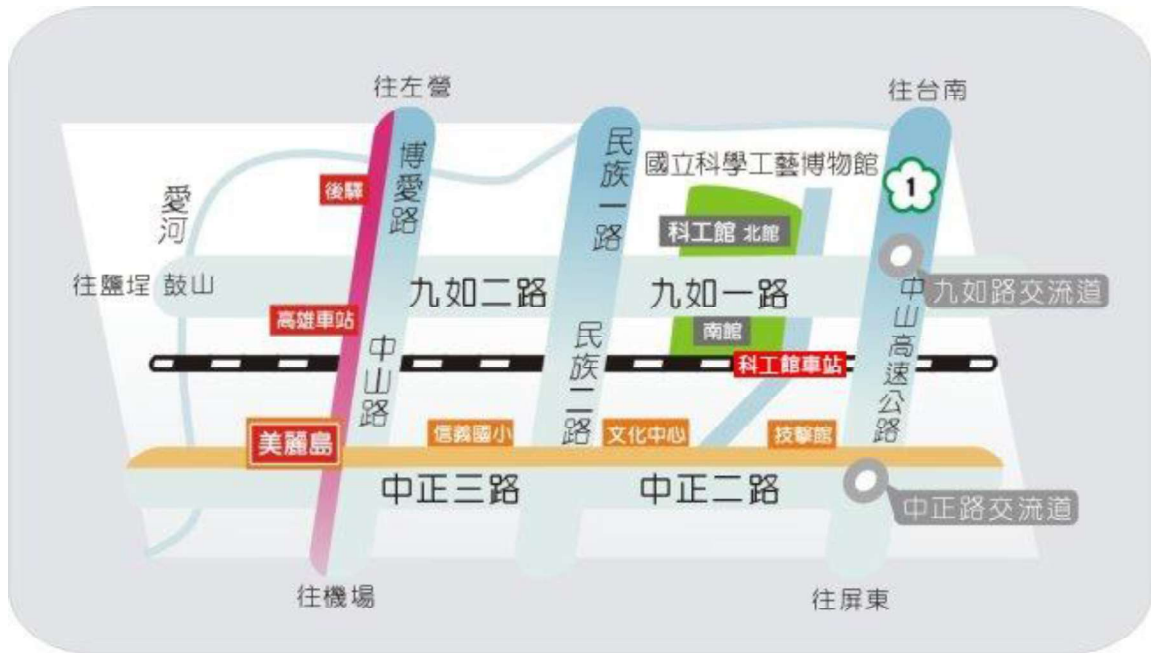 往左營
往台南
博愛路
民族一路
國立科學工藝博物館
1
後驛
愛河
科工館 北館
往鹽埕 鼓山
九如二路
九如一路
九如路交流道
高雄車站
南館
中山路
民族二路
科工館車站
中山高速公路
美麗島
信義國小
文化中心
技擊館
中正三路
中正二路
中正路交流道
往機場
往屏東